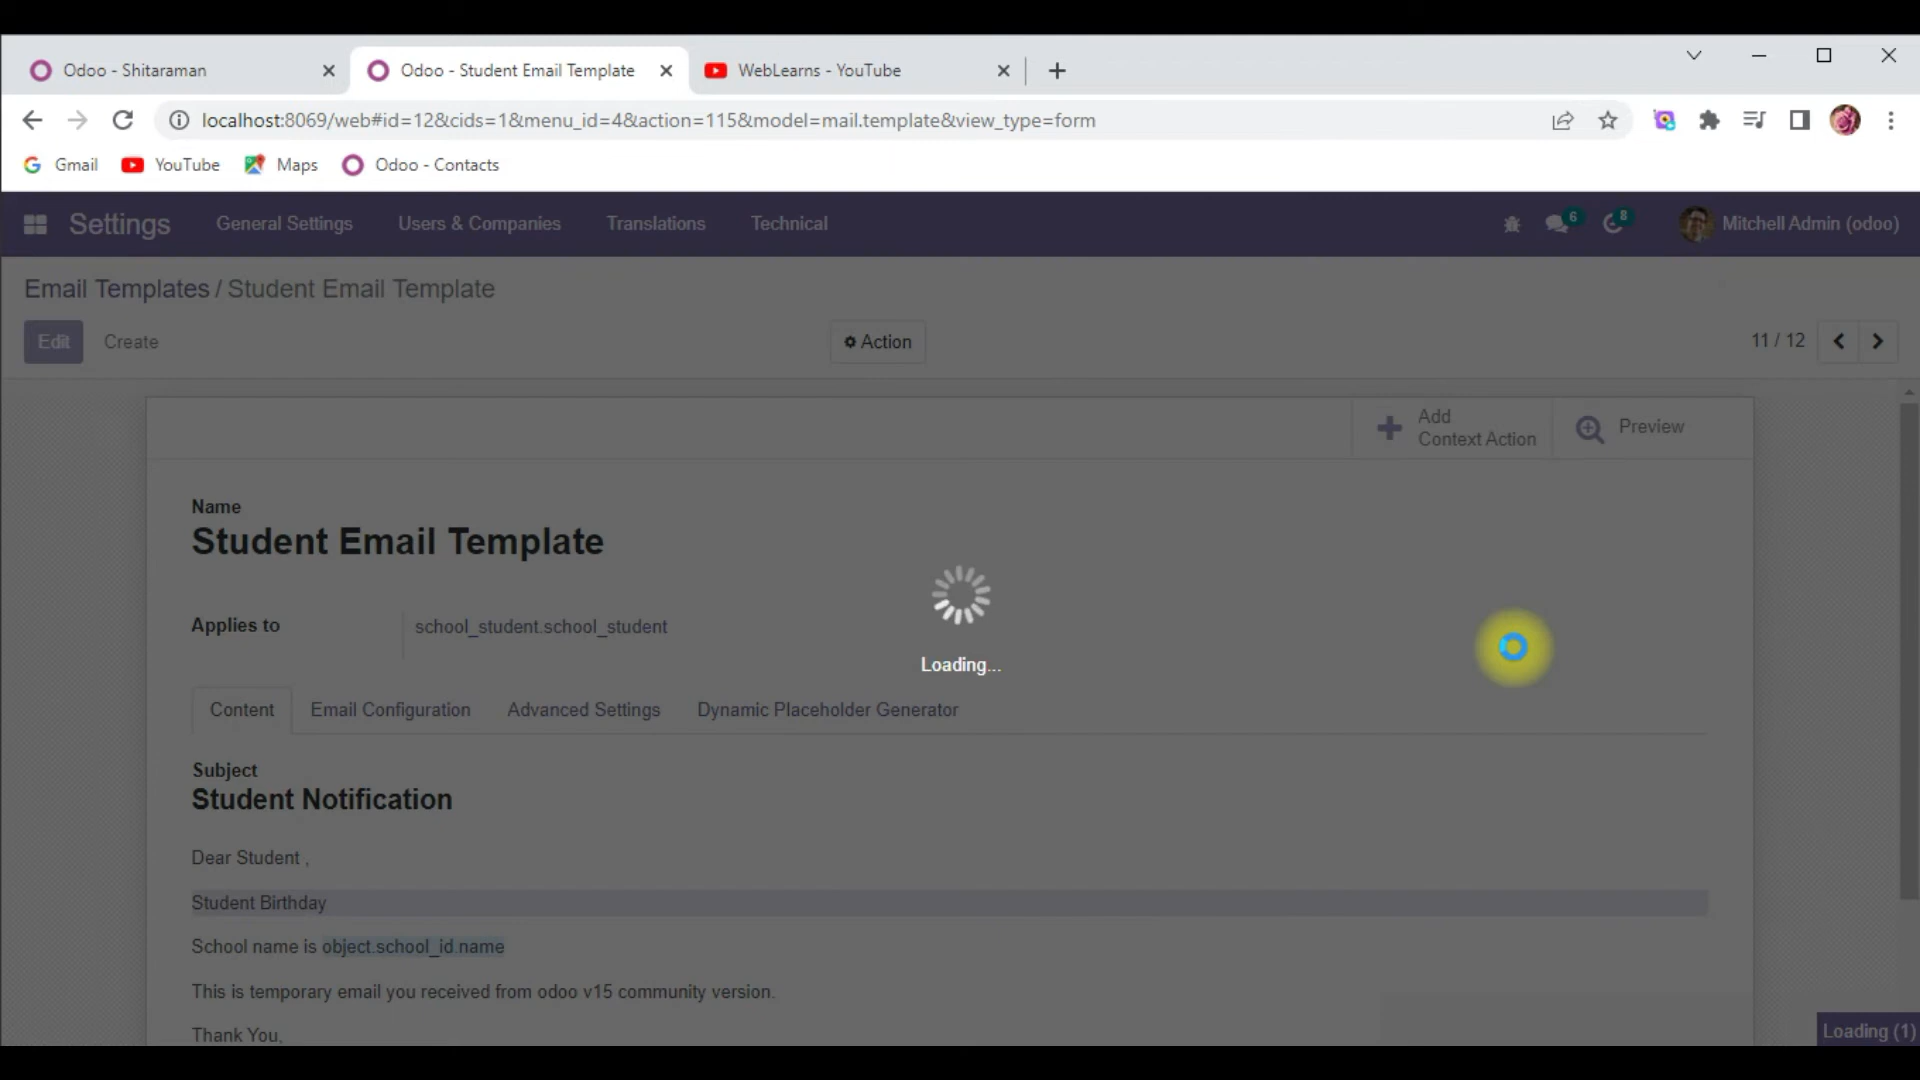 Odoo - Shitaraman
Odoo - Student Email Template
WebLearns - YouTube
localhost:8069/web#id=12&cids=1&menu_id=4&action=115&model=mail.template&view_type=form
Gmail
YouTube
Maps
Odoo - Contacts
Settings
General Settings
Users & Companies
Translations
Technical
6
8
Mitchell Admin (odoo)
Email Templates / Student Email Template
Edit
Create
Action
11 / 12
Add
Context Action
Preview
Name
Student Email Template
Applies to
school_student.school_student
Loading...
Content
Email Configuration
Advanced Settings
Dynamic Placeholder Generator
Subject
Student Notification
Dear Student ,
Student Birthday
School name is object.school_id.name
This is temporary email you received from odoo v15 community version.
Thank You,
Loading (1)